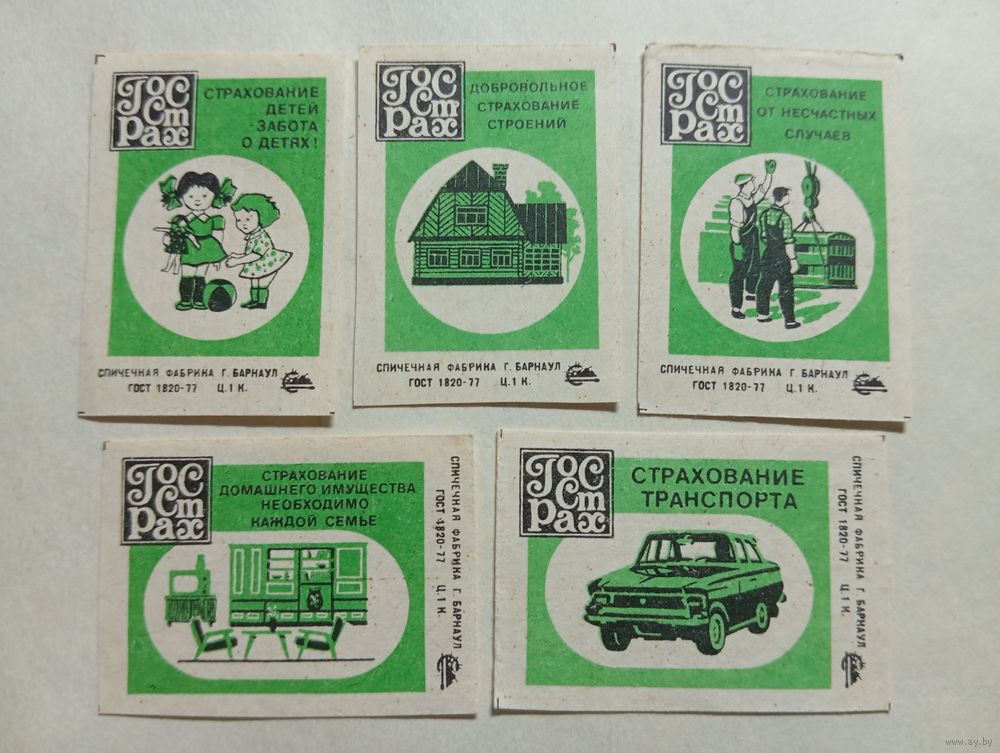 Гос
Ст
Рах
СТРАХОВАНИЕ
ДЕТЕЙ
-ЗАБОТА
О ДЕТЯХ!
СПИЧЕЧНАЯ ФАБРИКА Г. БАРНАУЛ
ГОСТ 1820-77 Ц.1 К.
Гос
Ст
Рах
ДОБРОВОЛЬНОЕ
СТРАХОВАНИЕ
СТРОЕНИЙ
СПИЧЕЧНАЯ ФАБРИКА Г. БАРНАУЛ
ГОСТ 1820-77 Ц.1 К.
Гос
Ст
Рах
СТРАХОВАНИЕ
ОТ НЕСЧАСТНЫХ
СЛУЧАЕВ
СПИЧЕЧНАЯ ФАБРИКА Г. БАРНАУЛ
ГОСТ 1820-77 Ц.1 К.
Гос
Ст
Рах
СТРАХОВАНИЕ
ДОМАШНЕГО ИМУЩЕСТВА
НЕОБХОДИМО
КАЖДОЙ СЕМЬЕ
СПИЧЕЧНАЯ ФАБРИКА Г. БАРНАУЛ
ГОСТ 1820-77 Ц.1 К.
Гос
Ст
Рах
СТРАХОВАНИЕ
ТРАНСПОРТА
СПИЧЕЧНАЯ ФАБРИКА Г. БАРНАУЛ
ГОСТ 1820-77 Ц.1 К.
www.ay.by